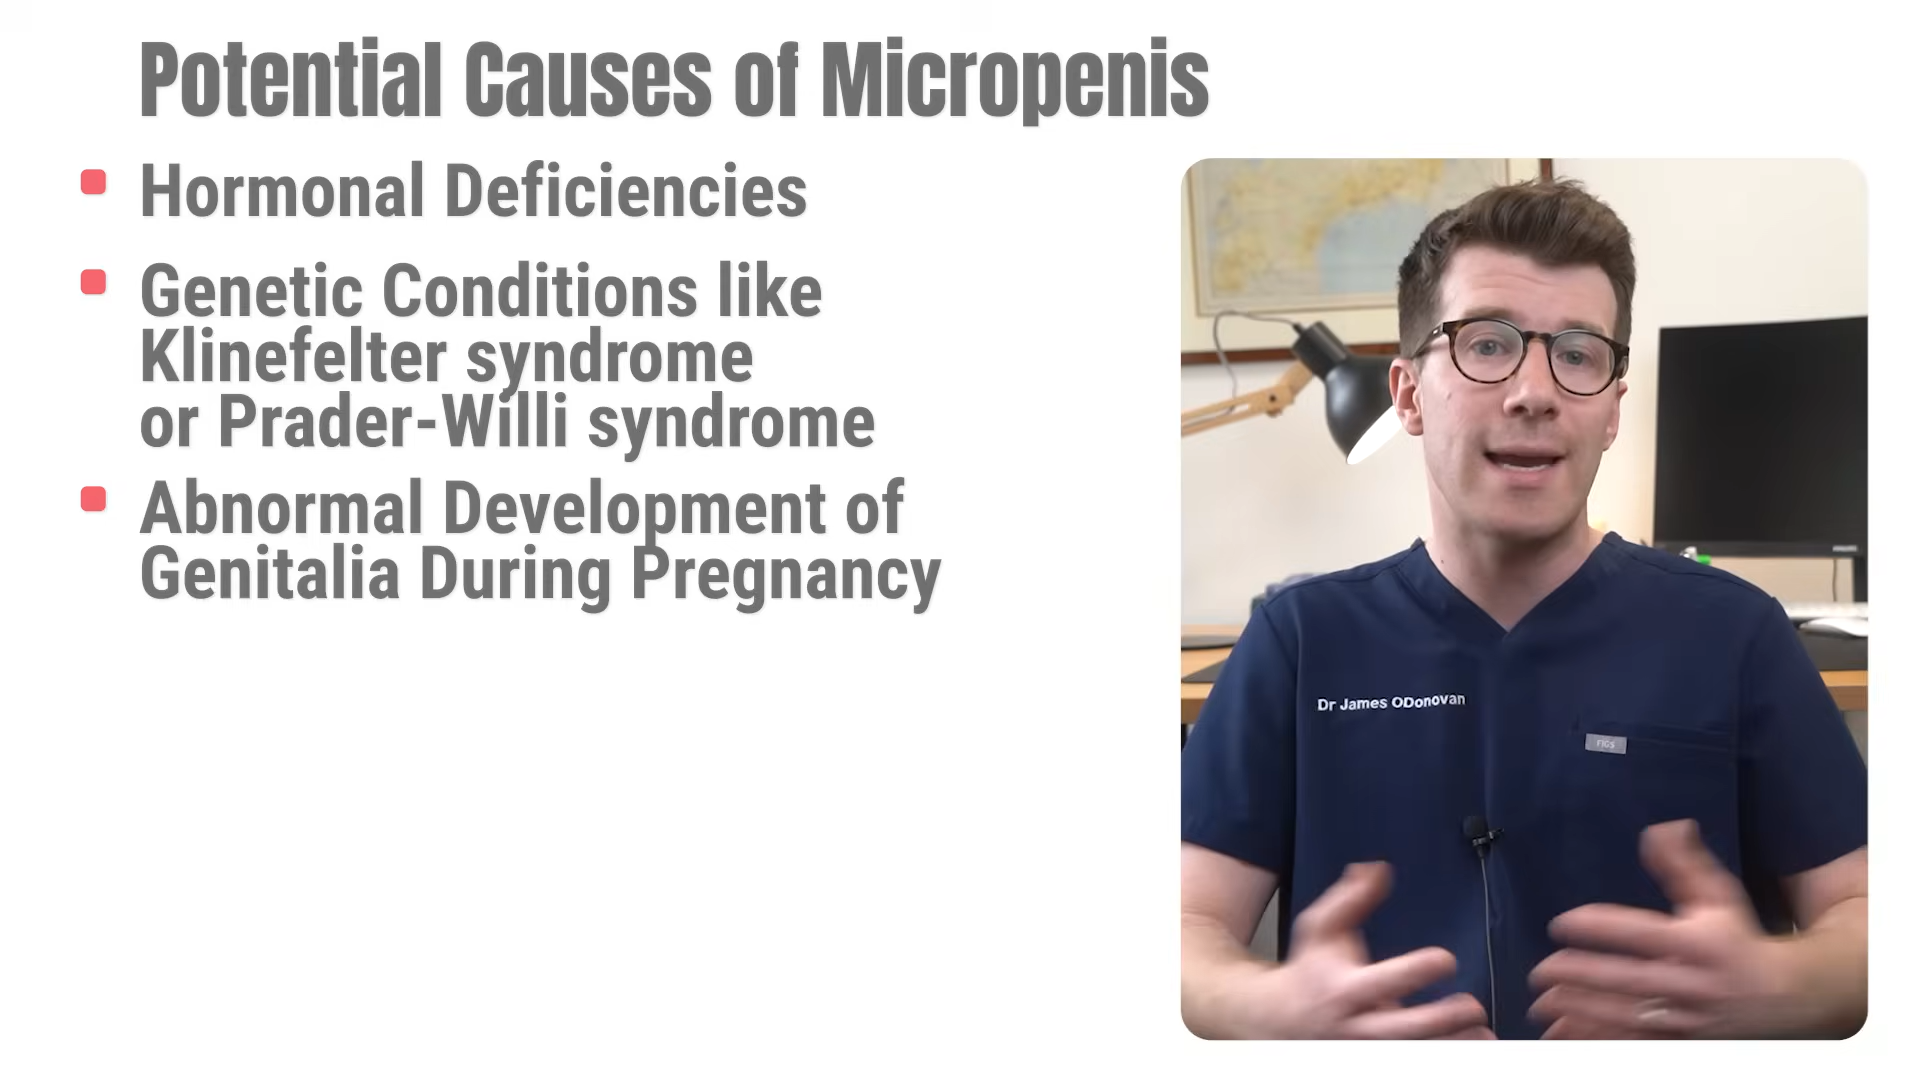 Potential Causes of Micropenis
Hormonal Deficiencies
Genetic Conditions like
Klinefelter syndrome
or Prader-Willi syndrome
Abnormal Development of
Genitalia During Pregnancy
Dr James ODonovan
FIGS